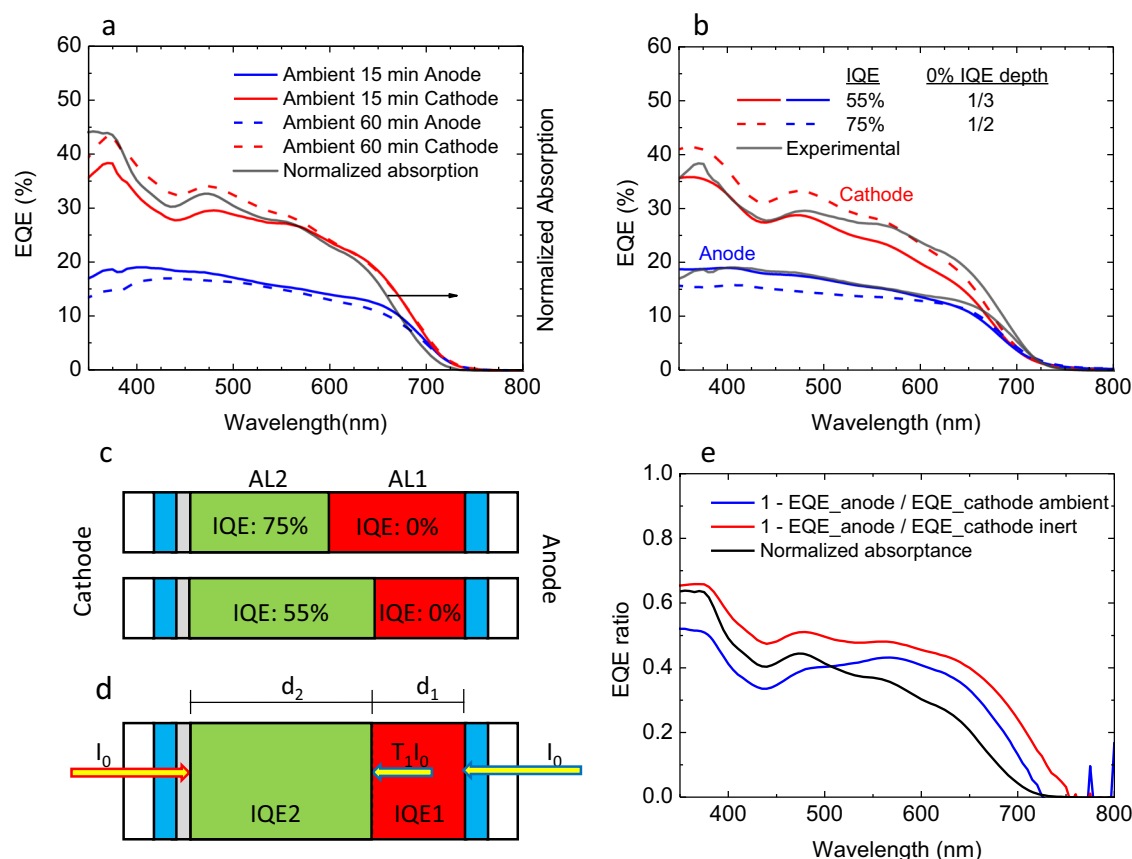 a
60
50
40
30
20
10
0
EQE (%)
Ambient 15 min Anode
Ambient 15 min Cathode
Ambient 60 min Anode
Ambient 60 min Cathode
Normalized absorption
Normalized Absorption
400 500 600 700 800
Wavelength(nm)
b
60
50
40
30
20
10
0
EQE (%)
IQE 0% IQE depth
55% 1/3
75% 1/2
Experimental
Cathode
Anode
400 500 600 700 800
Wavelength (nm)
c
AL2 AL1
IQE: 75% IQE: 0%
IQE: 55% IQE: 0%
Cathode
Anode
d
d2 d1
I0 T1I0 I0
IQE2 IQE1
e
1.0
0.8
0.6
0.4
0.2
0.0
EQE ratio
1 - EQE_anode / EQE_cathode ambient
1 - EQE_anode / EQE_cathode inert
Normalized absorptance
400 500 600 700 800
Wavelength (nm)